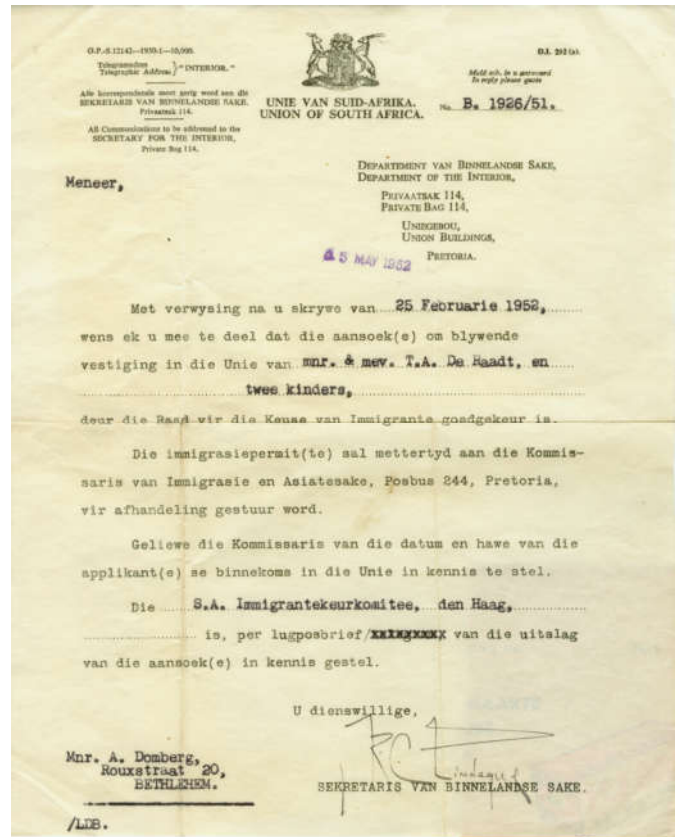 G.P.-S.12142—1950-1—10,000.
Telegramadres
Telegraphic Address } "INTERIOR."
Alle korrespondensie moet gerig word aan die
SEKRETARIS VAN BINNELANDSE SAKE.
Privaatsak 114.
All Communications to be addressed to the
SECRETARY FOR THE INTERIOR,
Private Bag 114.
UNIE VAN SUID-AFRIKA.
UNION OF SOUTH AFRICA.
D.I. 292 (a).
Meld asb. in u antwoord
In reply please quote
No. B. 1926/51.
DEPARTEMENT VAN BINNELANDSE SAKE,
DEPARTMENT OF THE INTERIOR,
PRIVAATSAK 114,
PRIVATE BAG 114,
UNIEGEBOU,
UNION BUILDINGS,
PRETORIA.
Meneer,
5 MAY 1952
Met verwysing na u skrywe van 25 Februarie 1952,
wens ek u mee te deel dat die aansoek(e) om blywende
vestiging in die Unie van mnr. & mev. T.A. De Raadt, en
twee kinders,
deur die Raad vir die Keuse van Immigrante goedgekeur is.
Die immigrasiepermit(te) sal mettertyd aan die Kommis-
saris van Immigrasie en Asiatesake, Posbus 244, Pretoria,
vir afhandeling gestuur word.
Geliewe die Kommissaris van die datum en hawe van die
applikant(e) se binnekoms in die Unie in kennis te stel.
Die S.A. Immigrantekeurkomitee, den Haag,
is, per lugposbrief/ van die uitslag
van die aansoek(e) in kennis gestel.
U dienswillige,
SEKRETARIS VAN BINNELANDSE SAKE.
Mnr. A. Domberg,
Rouxstraat 20,
BETHLEHEM.
/LDB.